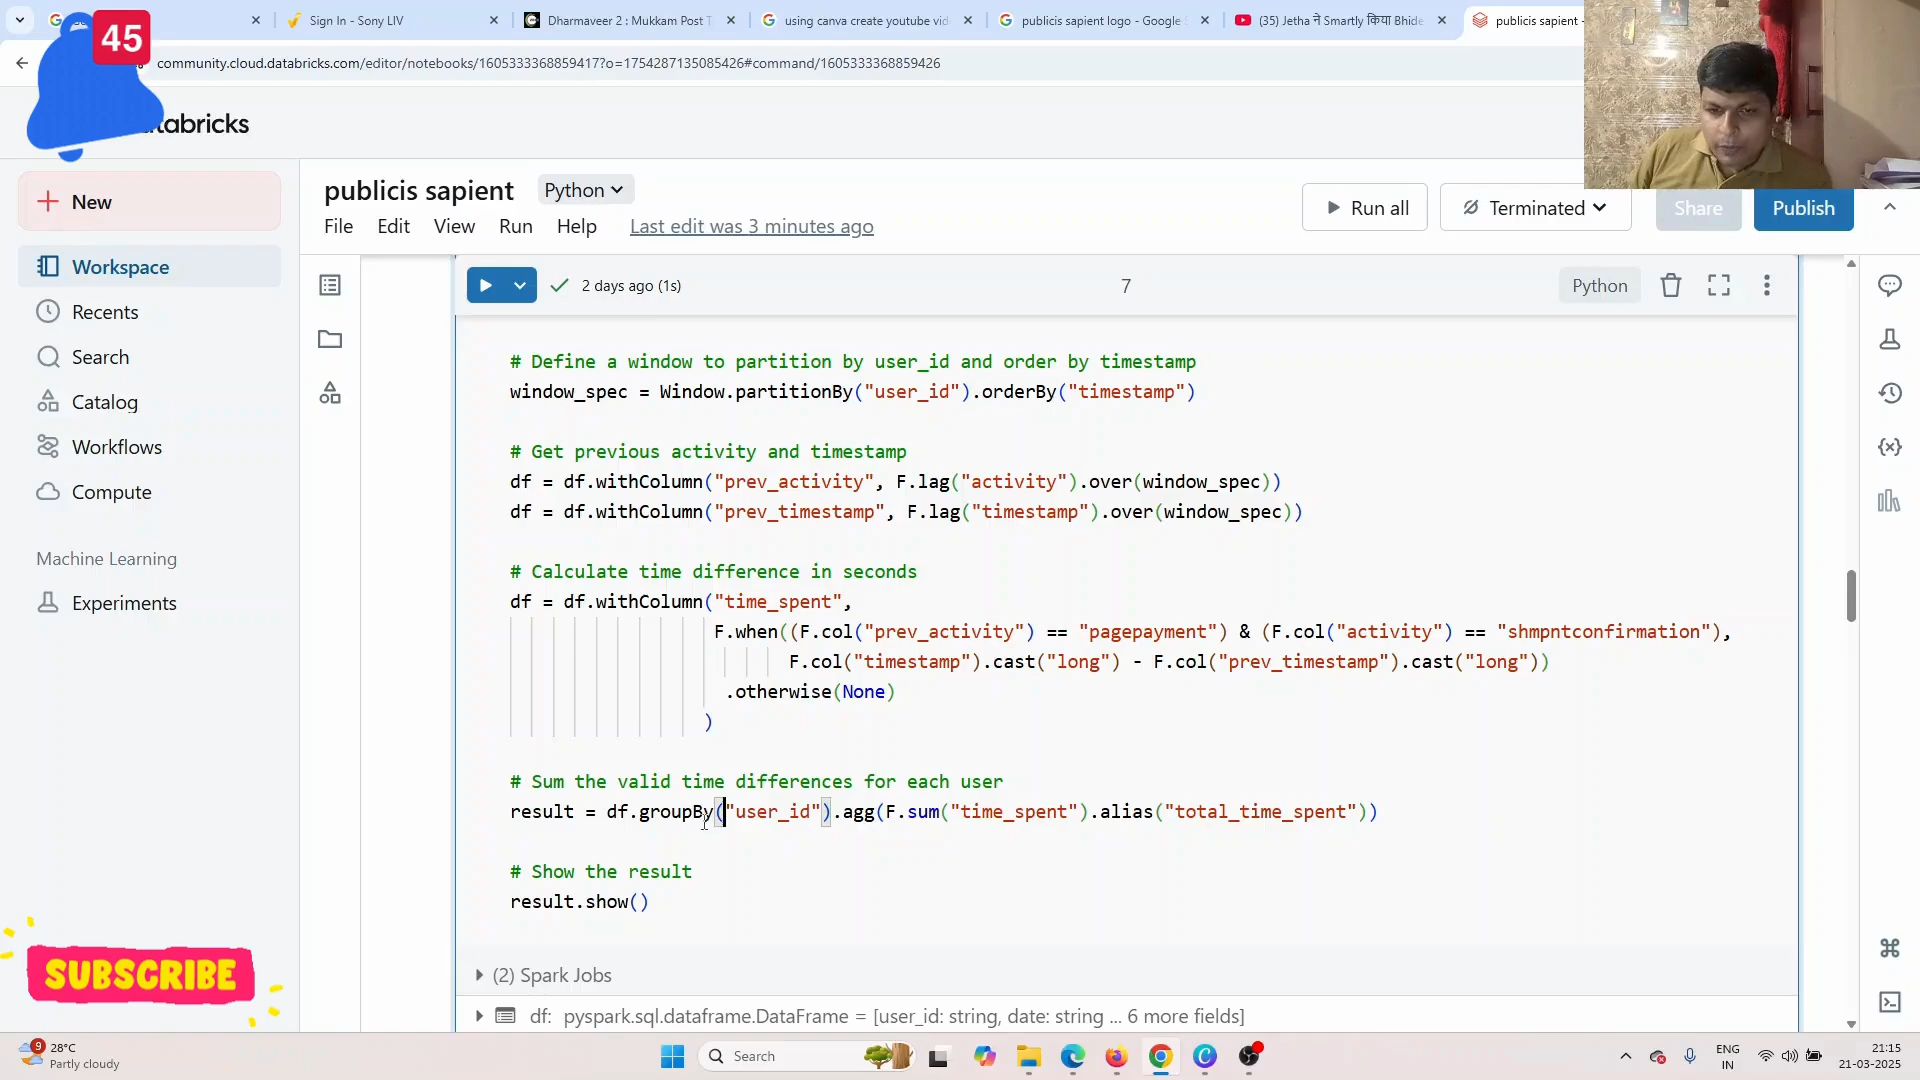 Sign In - Sony LIV
Dharmaveer 2 : Mukkam Post T
using canva create youtube vid
publicis sapient logo - Google S
(35) Jetha ने Smartly किया Bhide
publicis sapient -
45
community.cloud.databricks.com/editor/notebooks/1605333368859417?o=1754287135085426#command/1605333368859426
databricks
New
Workspace
Recents
Search
Catalog
Workflows
Compute
Machine Learning
Experiments
publicis sapient
Python
File Edit View Run Help Last edit was 3 minutes ago
Run all
Terminated
Share
Publish
2 days ago (1s)
7
Python
# Define a window to partition by user_id and order by timestamp
window_spec = Window.partitionBy("user_id").orderBy("timestamp")
# Get previous activity and timestamp
df = df.withColumn("prev_activity", F.lag("activity").over(window_spec))
df = df.withColumn("prev_timestamp", F.lag("timestamp").over(window_spec))
# Calculate time difference in seconds
df = df.withColumn("time_spent",
F.when((F.col("prev_activity") == "pagepayment") & (F.col("activity") == "shmpntconfirmation"),
F.col("timestamp").cast("long") - F.col("prev_timestamp").cast("long"))
.otherwise(None)
)
# Sum the valid time differences for each user
result = df.groupBy("user_id").agg(F.sum("time_spent").alias("total_time_spent"))
# Show the result
result.show()
(2) Spark Jobs
df: pyspark.sql.dataframe.DataFrame = [user_id: string, date: string ... 6 more fields]
SUBSCRIBE
9
28°C
Partly cloudy
Search
ENG
IN
21:15
21-03-2025